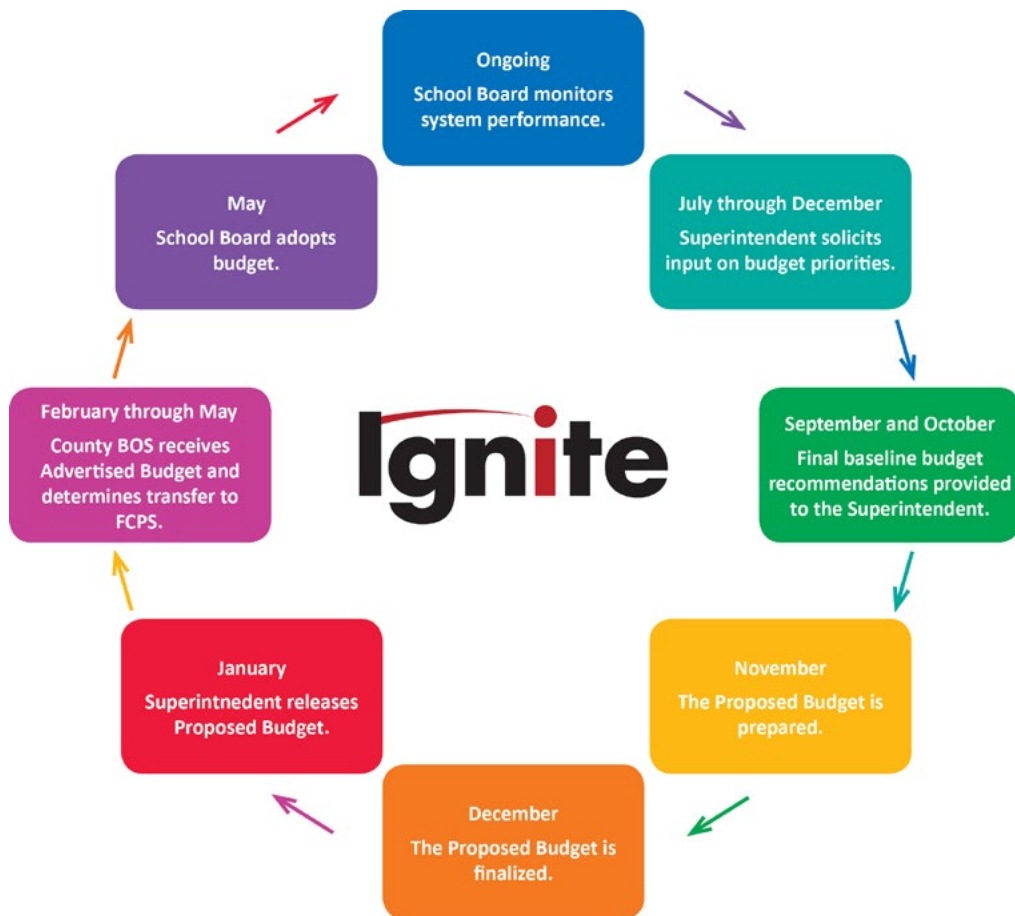 Ongoing
School Board monitors
system performance.
July through December
Superintendent solicits
input on budget priorities.
September and October
Final baseline budget
recommendations provided
to the Superintendent.
November
The Proposed Budget is
prepared.
December
The Proposed Budget is
finalized.
January
Superintnedent releases
Proposed Budget.
February through May
County BOS receives
Advertised Budget and
determines transfer to
FCPS.
May
School Board adopts
budget.
Ignite